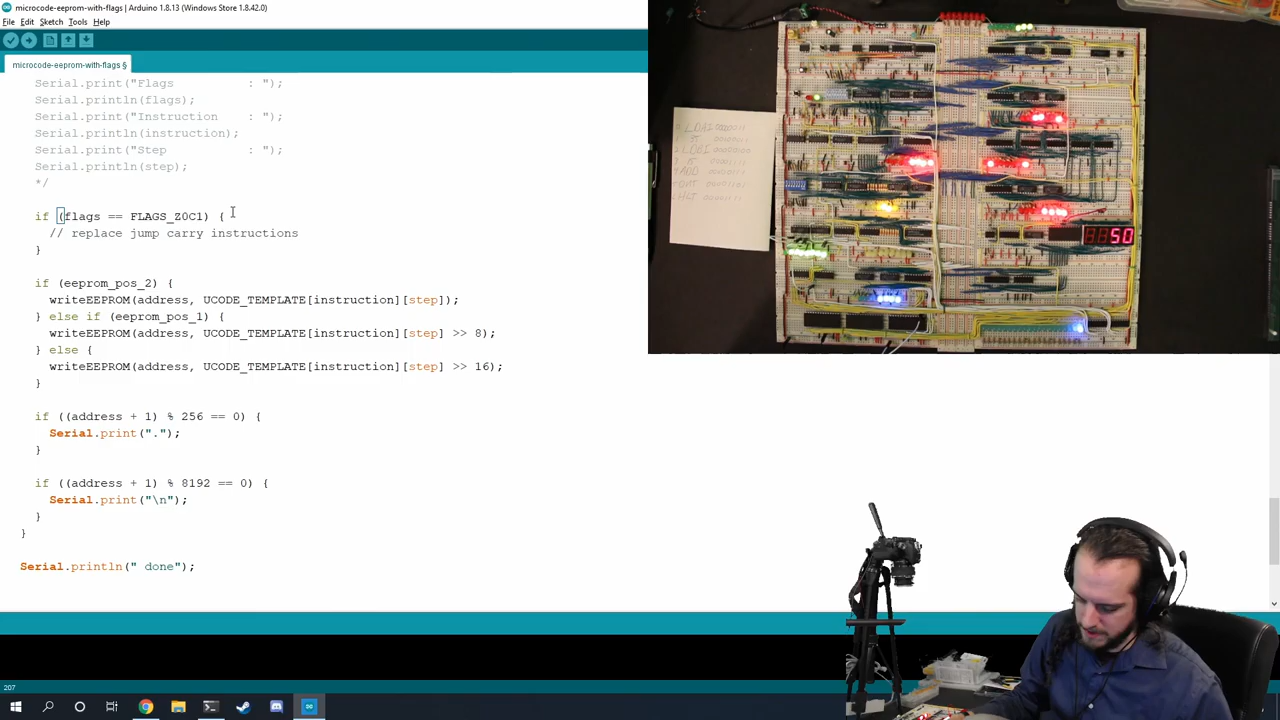 microcode-eeprom-with-flags | Arduino 1.8.13 (Windows Store 1.8.42.0)
File Edit Sketch Tools Help
microcode-eeprom-with-flags §
Serial.print("Flags          : ");
Serial.println(flags);
Serial.print("Instruction    : ");
Serial.println(instruction);
Serial.print("Step           : ");
Serial.println(step);
*/
if (flags == FLAGS_Z0C1) {
// replace jump carry instructions
}
if (eeprom_pos_2) {
writeEEPROM(address, UCODE_TEMPLATE[instruction][step]);
} else if (eeprom_pos_1) {
writeEEPROM(address, UCODE_TEMPLATE[instruction][step] >> 8);
} else {
writeEEPROM(address, UCODE_TEMPLATE[instruction][step] >> 16);
}
if ((address + 1) % 256 == 0) {
Serial.print(".");
}
if ((address + 1) % 8192 == 0) {
Serial.print("\n");
}
}
Serial.println(" done");
207
50